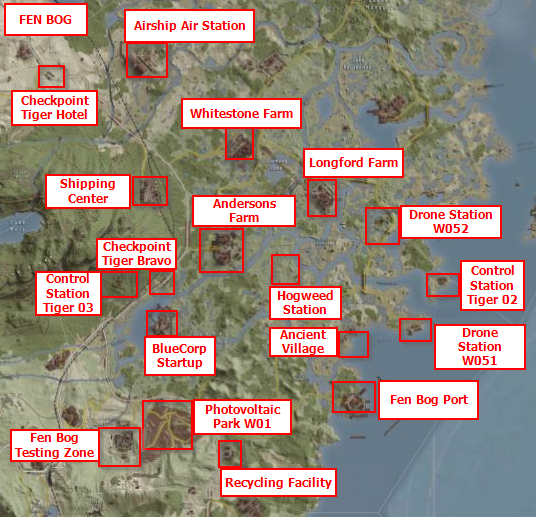 FEN BOG
Airship Air Station
Checkpoint
Tiger Hotel
Whitestone Farm
Longford Farm
Shipping
Center
Andersons
Farm
Drone Station
W052
Checkpoint
Tiger Bravo
Control
Station
Tiger 03
Hogweed
Station
Control
Station
Tiger 02
BlueCorp
Startup
Ancient
Village
Drone
Station
W051
Fen Bog Port
Photovoltaic
Park W01
Fen Bog
Testing Zone
Recycling Facility